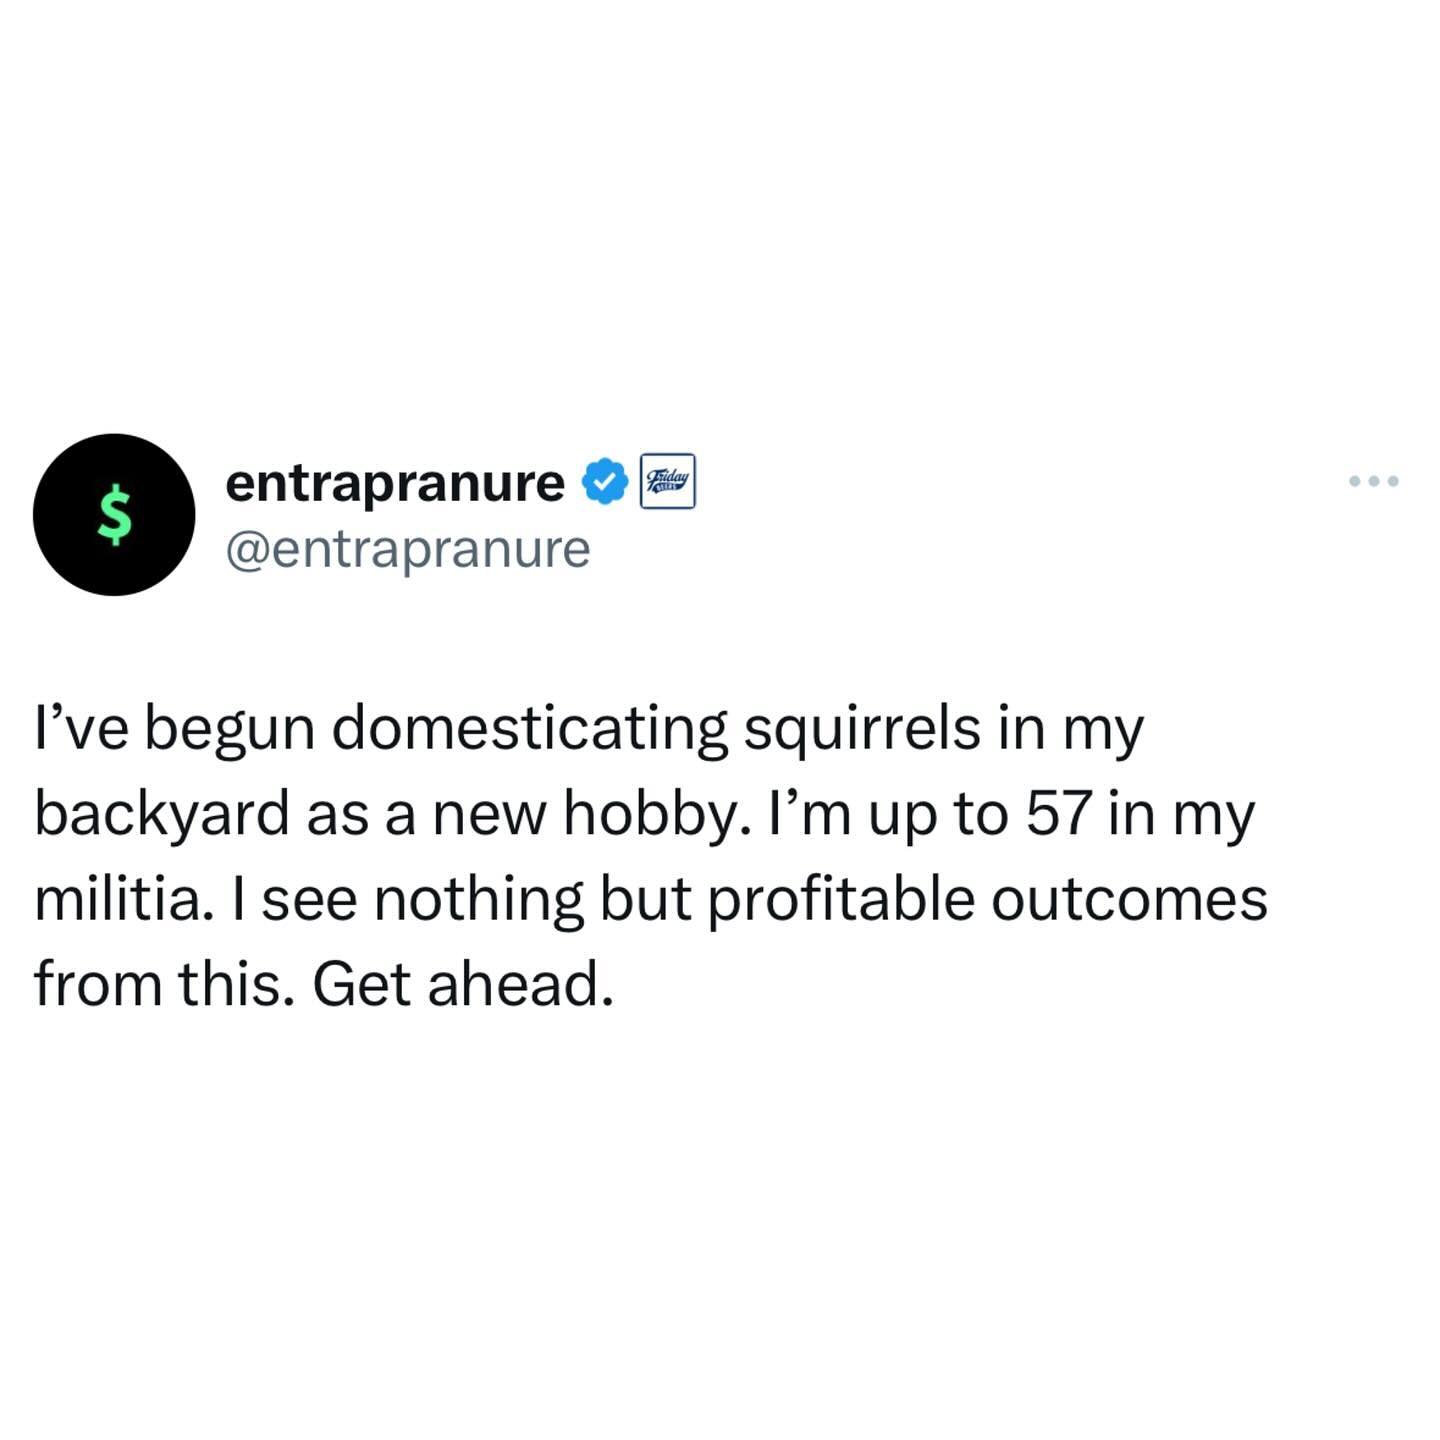 entrapranure
Friday
BEERS
@entrapranure
I’ve begun domesticating squirrels in my
backyard as a new hobby. I’m up to 57 in my
militia. I see nothing but profitable outcomes
from this. Get ahead.